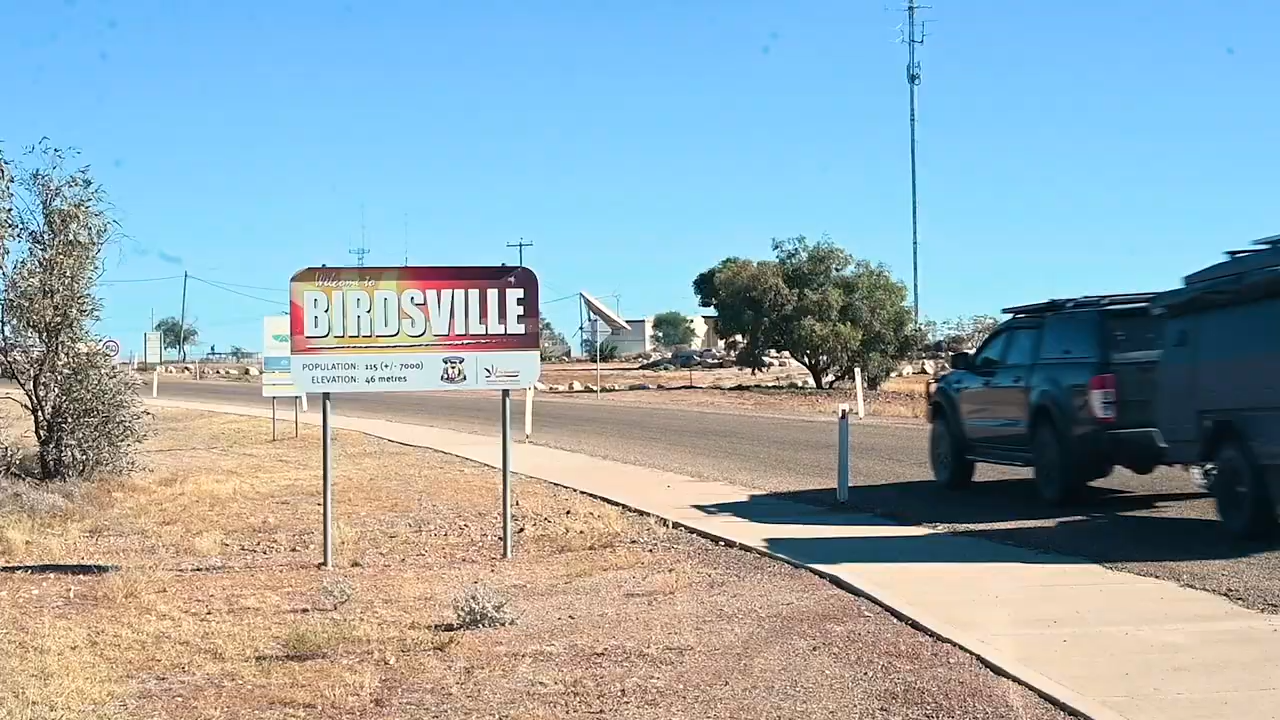 Welcome to
BIRDSVILLE
POPULATION: 115 (+/- 7000)
ELEVATION: 46 metres